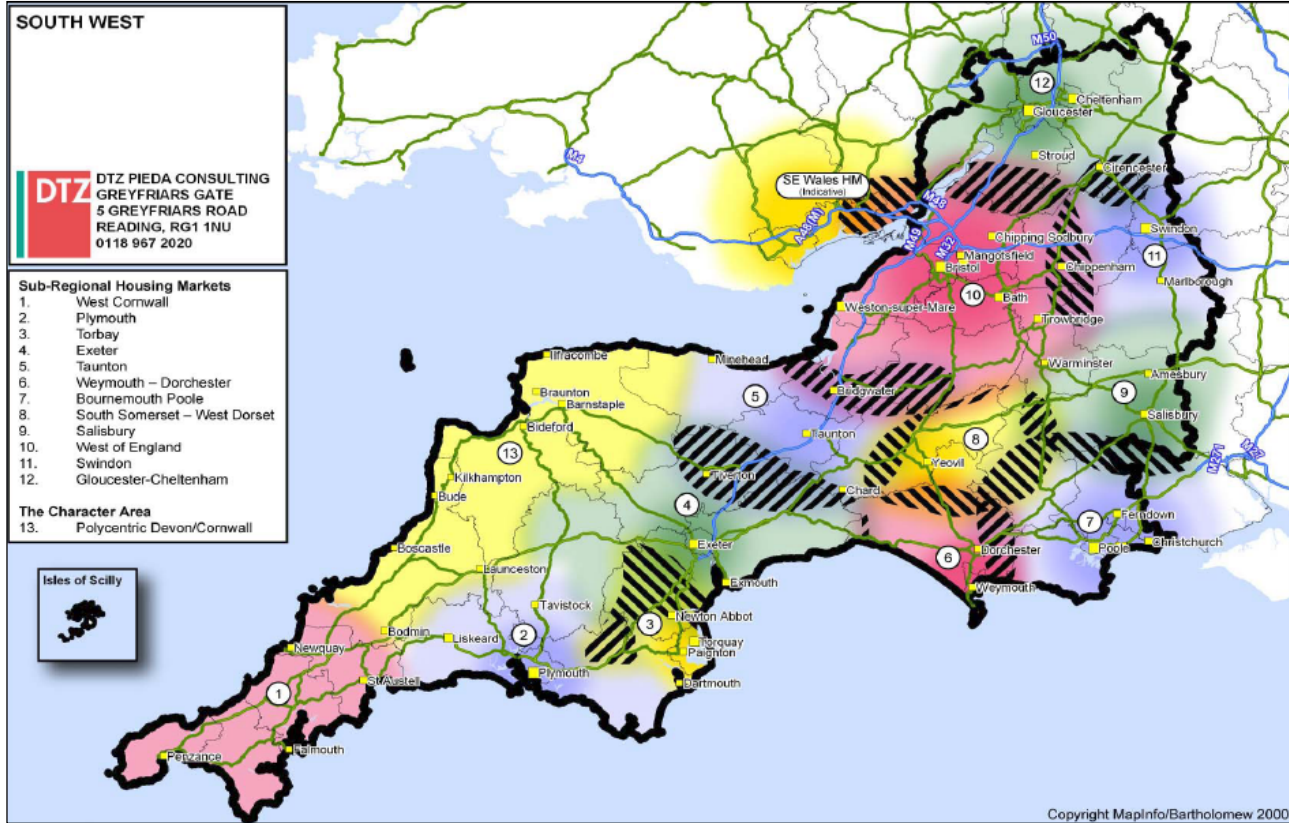 SOUTH WEST
DTZ
DTZ PIEDA CONSULTING
GREYFRIARS GATE
5 GREYFRIARS ROAD
READING, RG1 1NU
0118 967 2020
Sub-Regional Housing Markets
1. West Cornwall
2. Plymouth
3. Torbay
4. Exeter
5. Taunton
6. Weymouth – Dorchester
7. Bournemouth Poole
8. South Somerset – West Dorset
9. Salisbury
10. West of England
11. Swindon
12. Gloucester-Cheltenham
The Character Area
13. Polycentric Devon/Cornwall
Isles of Scilly
M50
12
Cheltenham
Gloucester
Stroud
Cirencester
M4
SE Wales HM
(Indicative)
A48(M)
M48
M49
M32
Chipping Sodbury
Swindon
Mangotsfield
Bristol
Chippenham
11
10
Bath
Marlborough
Weston-super-Mare
Trowbridge
Ilfracombe
Minehead
Warminster
Amesbury
Braunton
Bridgwater
5
9
Barnstaple
Salisbury
Bideford
Taunton
8
13
Yeovil
M271
M27
Kilkhampton
Tiverton
Chard
Bude
4
7
Ferndown
Boscastle
Exeter
Dorchester
Poole
Christchurch
6
Launceston
Exmouth
Weymouth
Tavistock
Newton Abbot
Bodmin
Liskeard
2
3
Torquay
Newquay
Paignton
Plymouth
St Austell
Dartmouth
1
Penzance
Falmouth
Copyright MapInfo/Bartholomew 2000